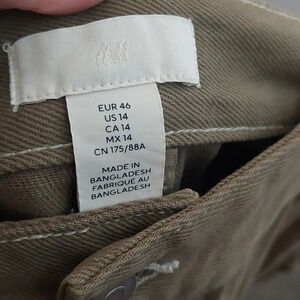 H&M
EUR 46
US 14
CA 14
MX 14
CN 175/88A
MADE IN
BANGLADESH
FABRIQUÉ AU
BANGLADESH